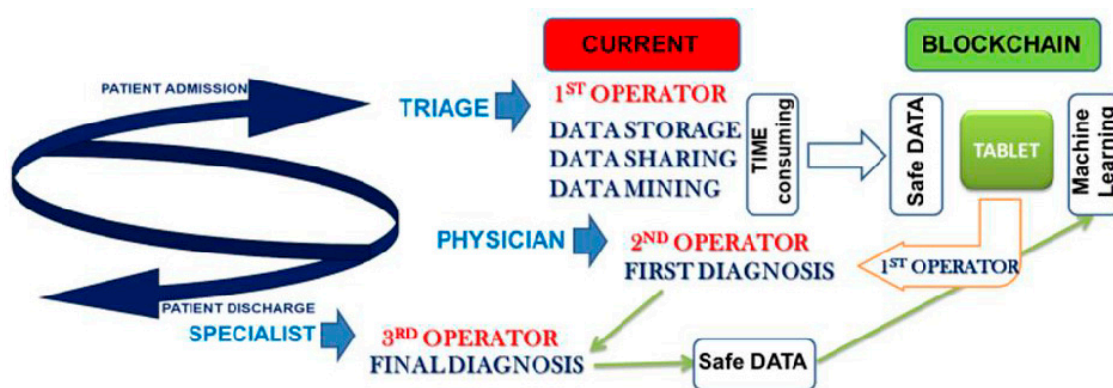 CURRENT
BLOCKCHAIN
PATIENT ADMISSION
TRIAGE
1ST OPERATOR
DATA STORAGE
DATA SHARING
DATA MINING
TIME
consuming
Safe DATA
TABLET
Machine
Learning
PHYSICIAN
2ND OPERATOR
FIRST DIAGNOSIS
1ST OPERATOR
PATIENT DISCHARGE
SPECIALIST
3RD OPERATOR
FINAL DIAGNOSIS
Safe DATA